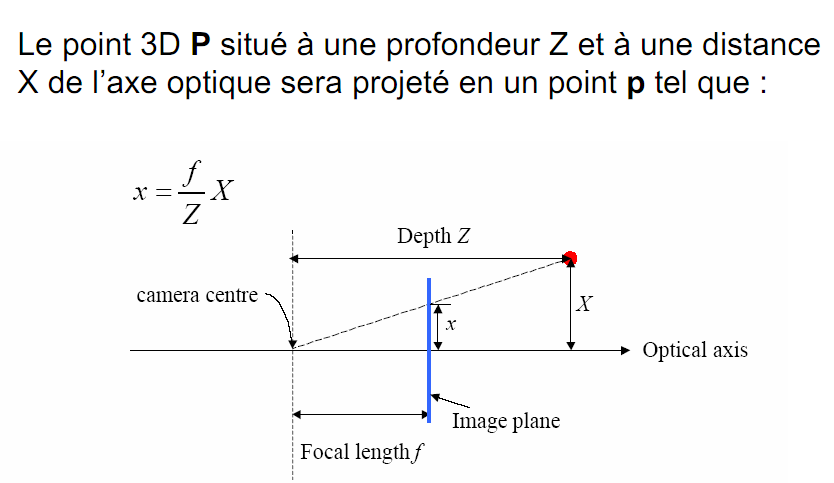 Le point 3D P situé à une profondeur Z et à une distance
X de l'axe optique sera projeté en un point p tel que :
x = f/Z X
Depth Z
camera centre
X
x
Optical axis
Image plane
Focal length f